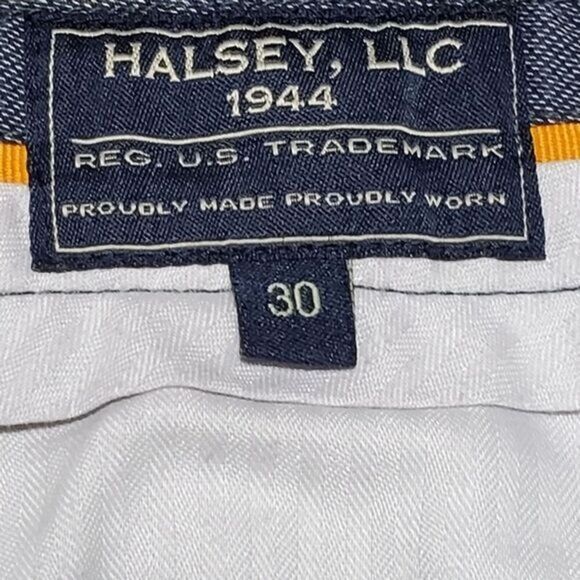 HALSEY, LLC
1944
REG. U.S. TRADEMARK
PROUDLY MADE PROUDLY WORN
30